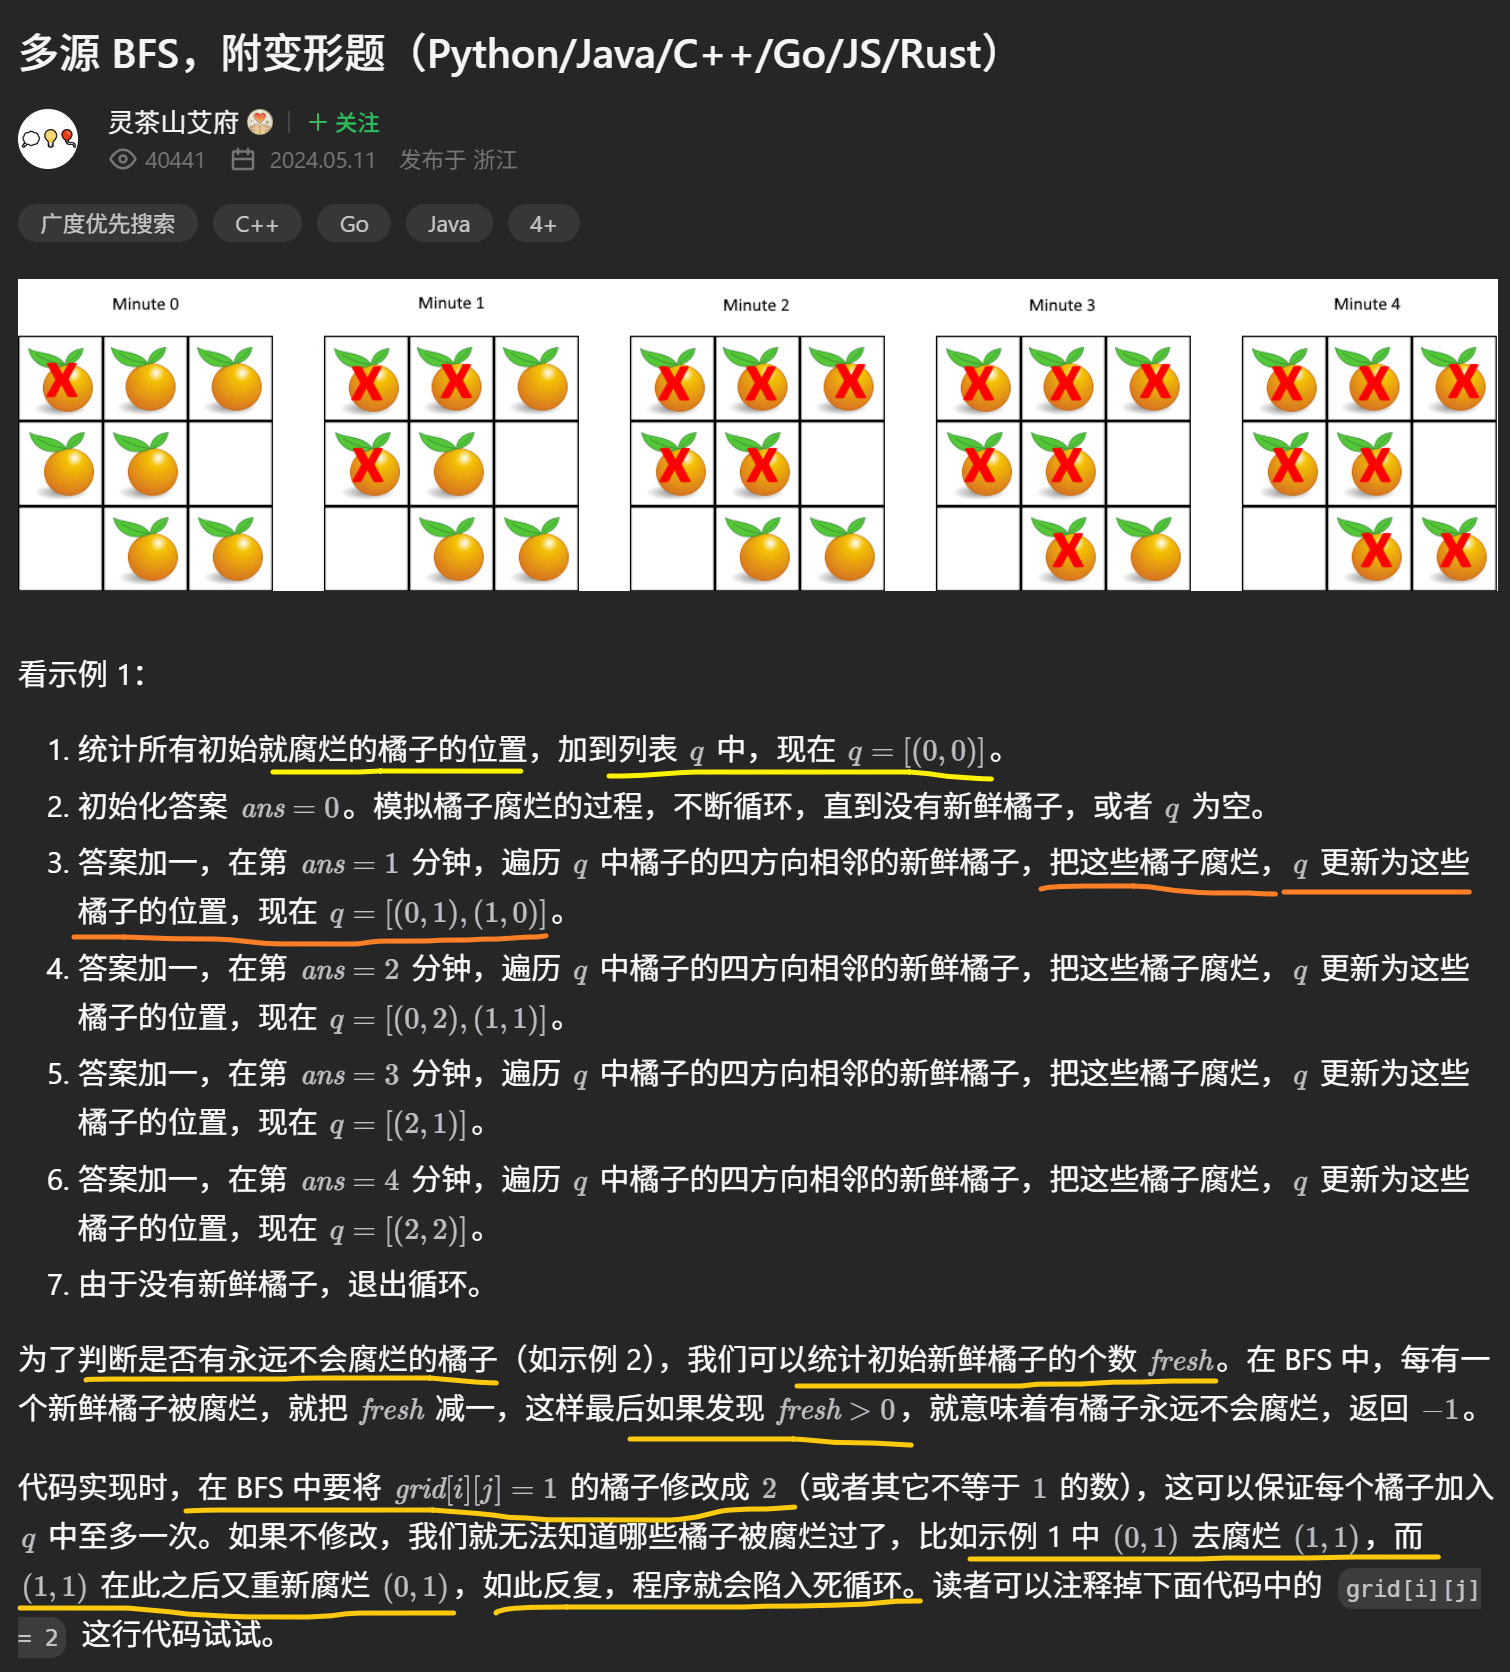 多源 BFS，附变形题（Python/Java/C++/Go/JS/Rust）
灵茶山艾府 + 关注
40441 2024.05.11 发布于 浙江
广度优先搜索 C++ Go Java 4+
Minute 0 Minute 1 Minute 2 Minute 3 Minute 4
看示例 1：
1. 统计所有初始就腐烂的橘子的位置，加到列表 q 中，现在 q = [(0, 0)]。
2. 初始化答案 ans = 0。模拟橘子腐烂的过程，不断循环，直到没有新鲜橘子，或者 q 为空。
3. 答案加一，在第 ans = 1 分钟，遍历 q 中橘子的四方向相邻的新鲜橘子，把这些橘子腐烂，q 更新为这些
橘子的位置，现在 q = [(0, 1), (1, 0)]。
4. 答案加一，在第 ans = 2 分钟，遍历 q 中橘子的四方向相邻的新鲜橘子，把这些橘子腐烂，q 更新为这些
橘子的位置，现在 q = [(0, 2), (1, 1)]。
5. 答案加一，在第 ans = 3 分钟，遍历 q 中橘子的四方向相邻的新鲜橘子，把这些橘子腐烂，q 更新为这些
橘子的位置，现在 q = [(2, 1)]。
6. 答案加一，在第 ans = 4 分钟，遍历 q 中橘子的四方向相邻的新鲜橘子，把这些橘子腐烂，q 更新为这些
橘子的位置，现在 q = [(2, 2)]。
7. 由于没有新鲜橘子，退出循环。
为了判断是否有永远不会腐烂的橘子（如示例 2），我们可以统计初始新鲜橘子的个数 fresh。在 BFS 中，每有一
个新鲜橘子被腐烂，就把 fresh 减一，这样最后如果发现 fresh > 0，就意味着有橘子永远不会腐烂，返回 −1。
代码实现时，在 BFS 中要将 grid[i][j] = 1 的橘子修改成 2（或者其它不等于 1 的数），这可以保证每个橘子加入
q 中至多一次。如果不修改，我们就无法知道哪些橘子被腐烂过了，比如示例 1 中 (0, 1) 去腐烂 (1, 1)，而
(1, 1) 在此之后又重新腐烂 (0, 1)，如此反复，程序就会陷入死循环。读者可以注释掉下面代码中的 grid[i][j]
= 2 这行代码试试。